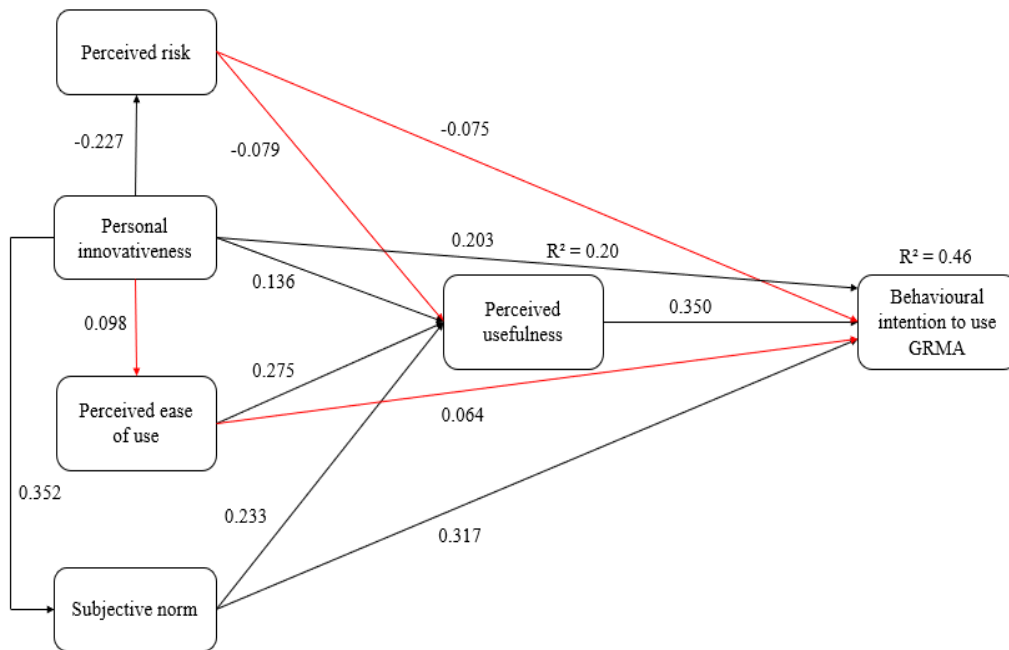 Perceived risk
-0.227
-0.079
-0.075
Personal
innovativeness
0.203
R² = 0.20
R² = 0.46
0.136
Perceived
usefulness
0.350
Behavioural
intention to use
GRMA
0.098
0.275
Perceived ease
of use
0.064
0.352
0.233
0.317
Subjective norm